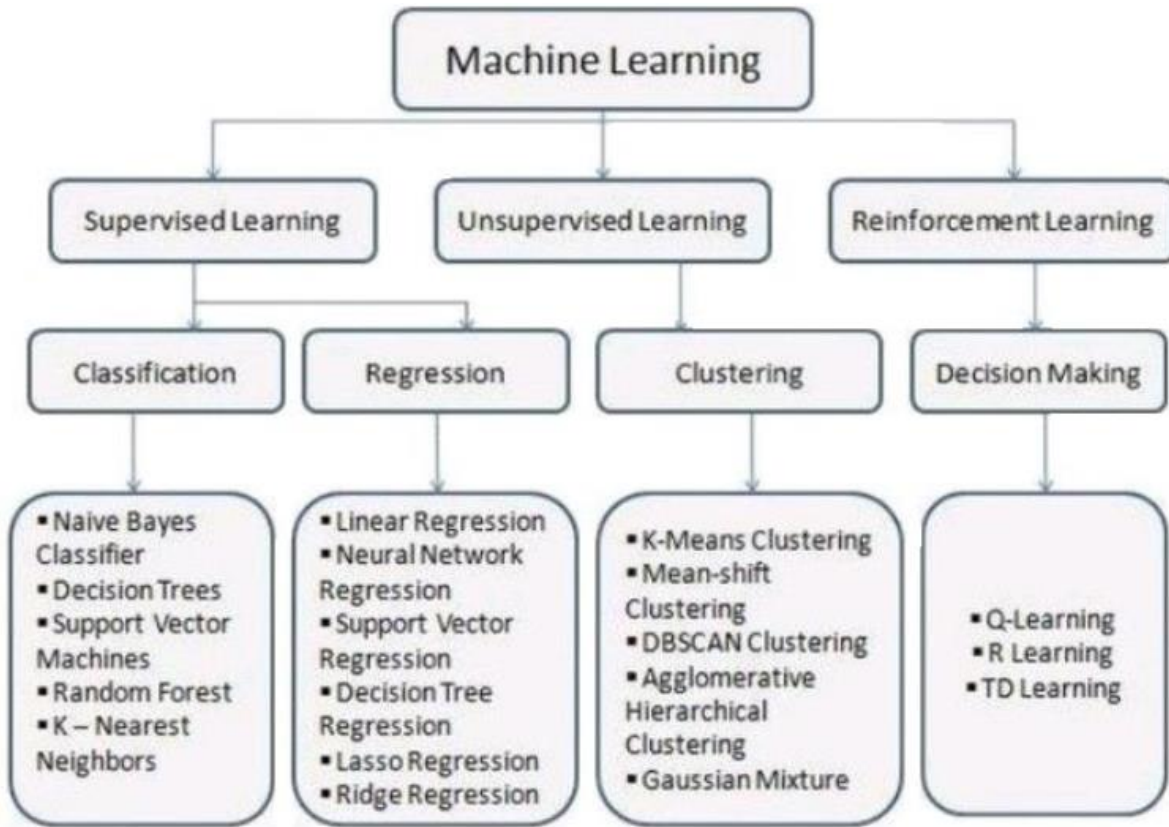 Machine Learning
Supervised Learning
Unsupervised Learning
Reinforcement Learning
Classification
Regression
Clustering
Decision Making
▪ Naive Bayes
Classifier
▪ Decision Trees
▪ Support Vector
Machines
▪ Random Forest
▪ K – Nearest
Neighbors
▪ Linear Regression
▪ Neural Network
Regression
▪ Support Vector
Regression
▪ Decision Tree
Regression
▪ Lasso Regression
▪ Ridge Regression
▪ K-Means Clustering
▪ Mean-shift
Clustering
▪ DBSCAN Clustering
▪ Agglomerative
Hierarchical
Clustering
▪ Gaussian Mixture
▪ Q-Learning
▪ R Learning
▪ TD Learning